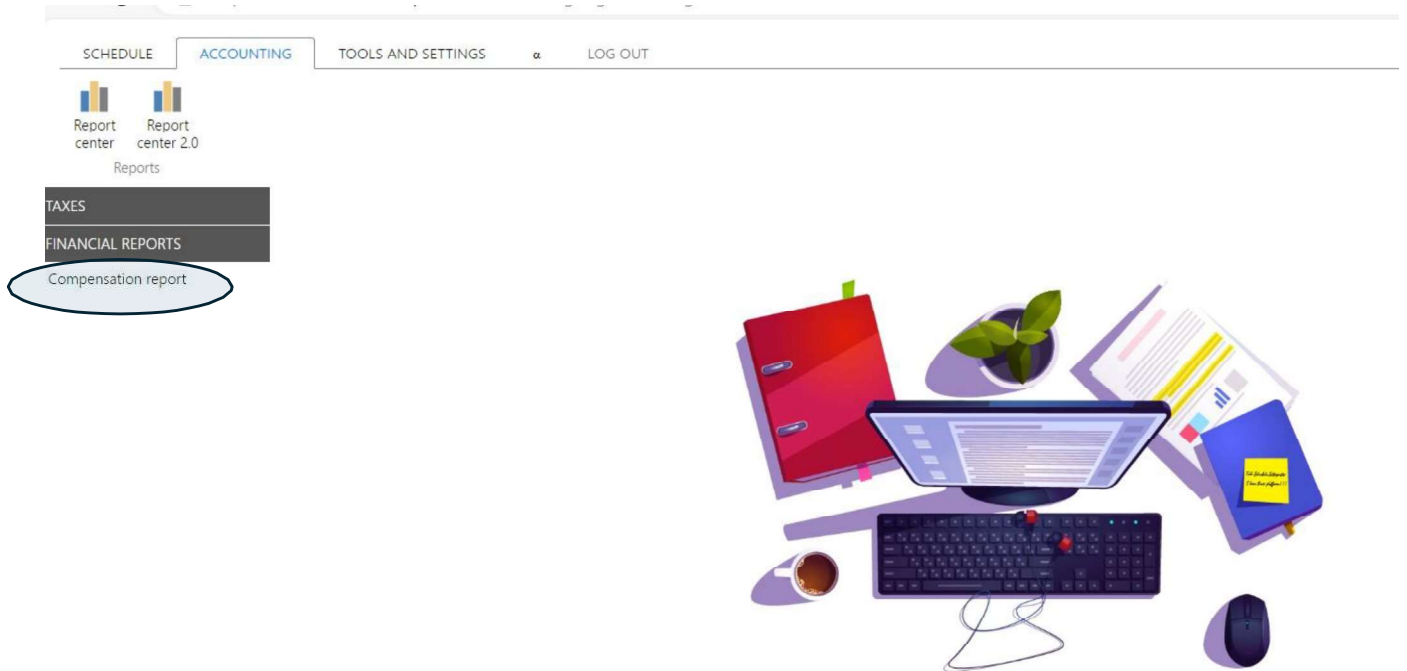 SCHEDULE ACCOUNTING TOOLS AND SETTINGS α LOG OUT
Report center
Report center 2.0
Reports
TAXES
FINANCIAL REPORTS
Compensation report